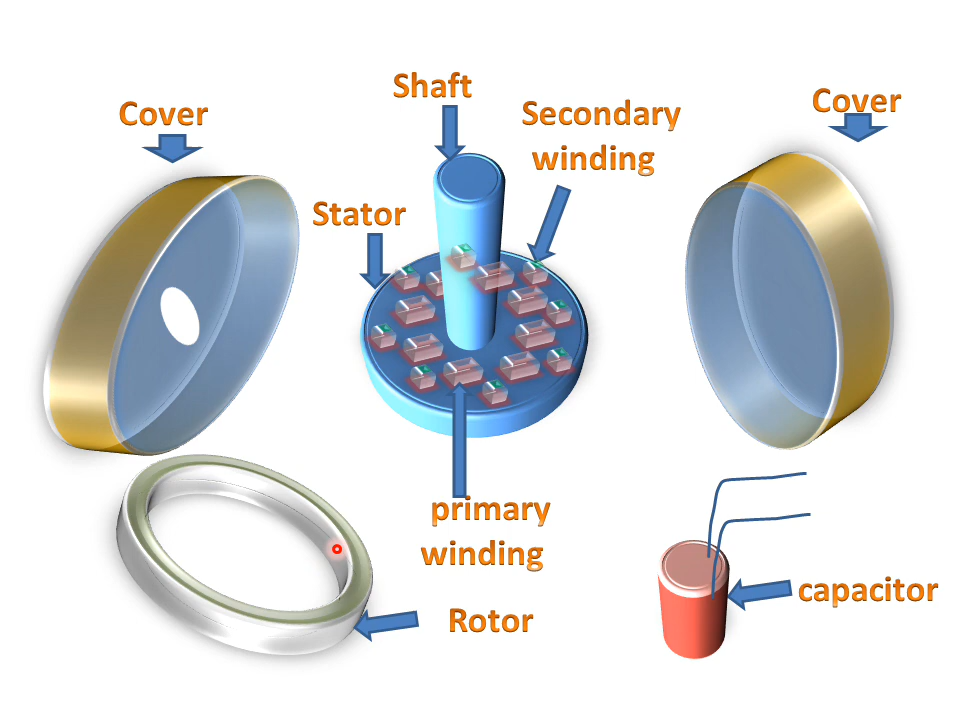 Cover
Shaft
Secondary
winding
Cover
Stator
primary
winding
Rotor
capacitor